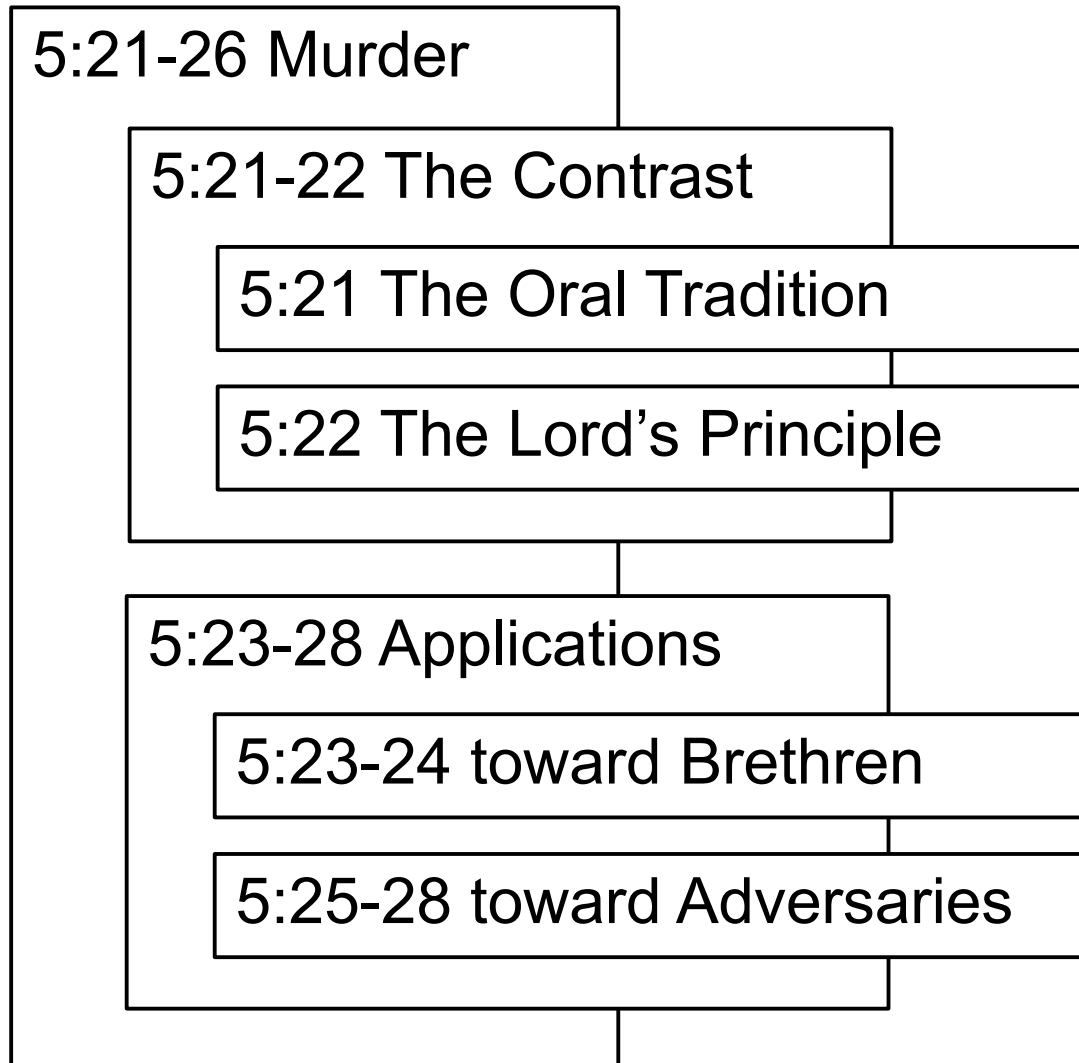 5:21-26 Murder
5:21-22 The Contrast
5:21 The Oral Tradition
5:22 The Lord’s Principle
5:23-28 Applications
5:23-24 toward Brethren
5:25-28 toward Adversaries